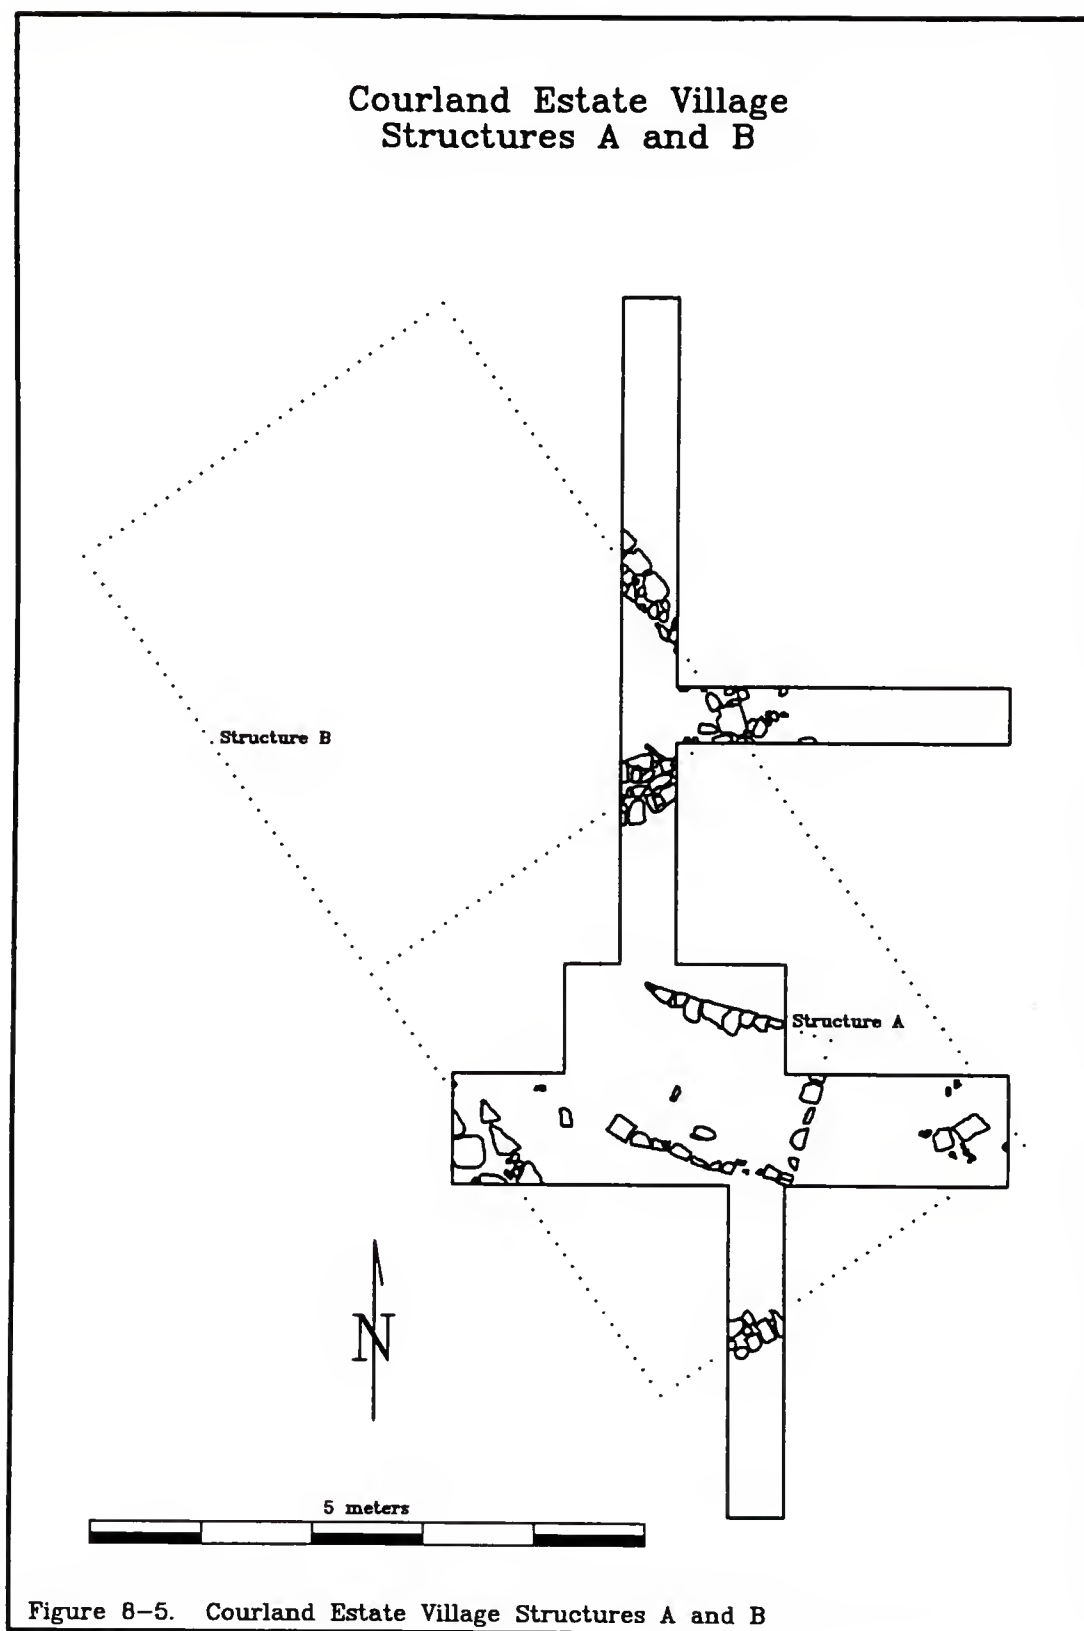 Courland Estate Village
Structures A and B
Structure B
Structure A
N
5 meters
Figure 8-5. Courland Estate Village Structures A and B